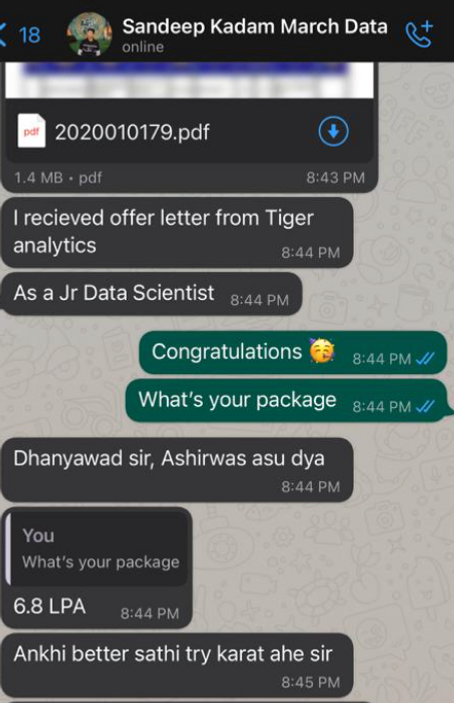 18
Sandeep Kadam March Data
online
pdf
2020010179.pdf
1.4 MB • pdf
8:43 PM
I recieved offer letter from Tiger
analytics
8:44 PM
As a Jr Data Scientist 8:44 PM
Congratulations 🥳 8:44 PM
What's your package 8:44 PM
Dhanyawad sir, Ashirwas asu dya
8:44 PM
You
What's your package
6.8 LPA 8:44 PM
Ankhi better sathi try karat ahe sir
8:45 PM